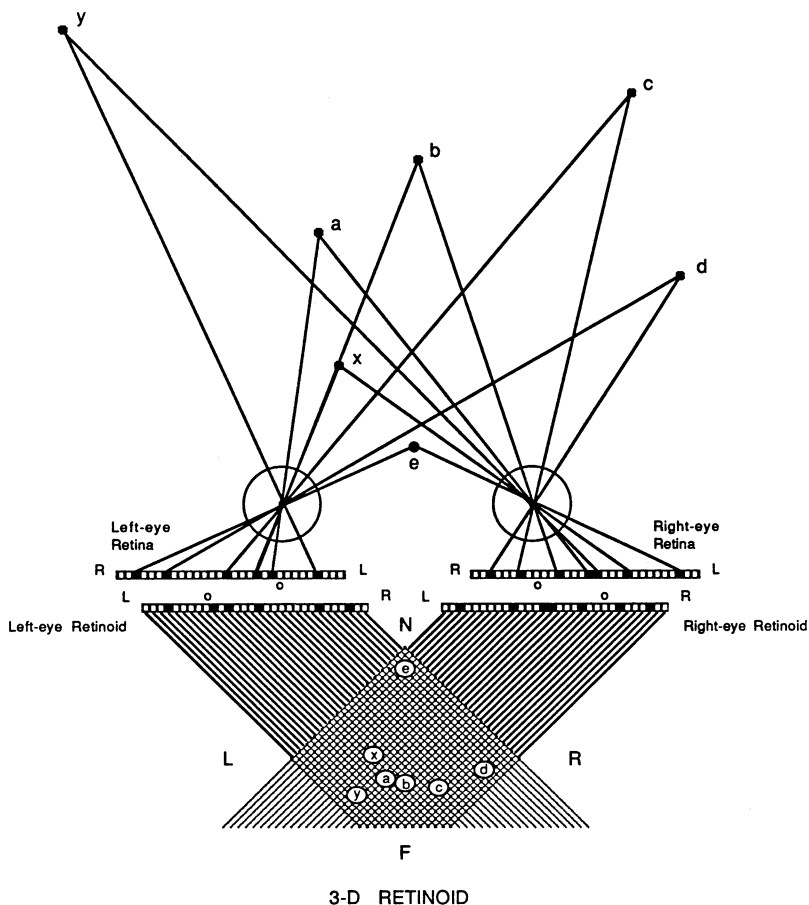 y
c
b
a
d
x
e
Left-eye
Retina
Right-eye
Retina
R L R L
o o
L o R L o R
Left-eye Retinoid N Right-eye Retinoid
e
L R
x
d
a
b
c
y
F
3-D RETINOID